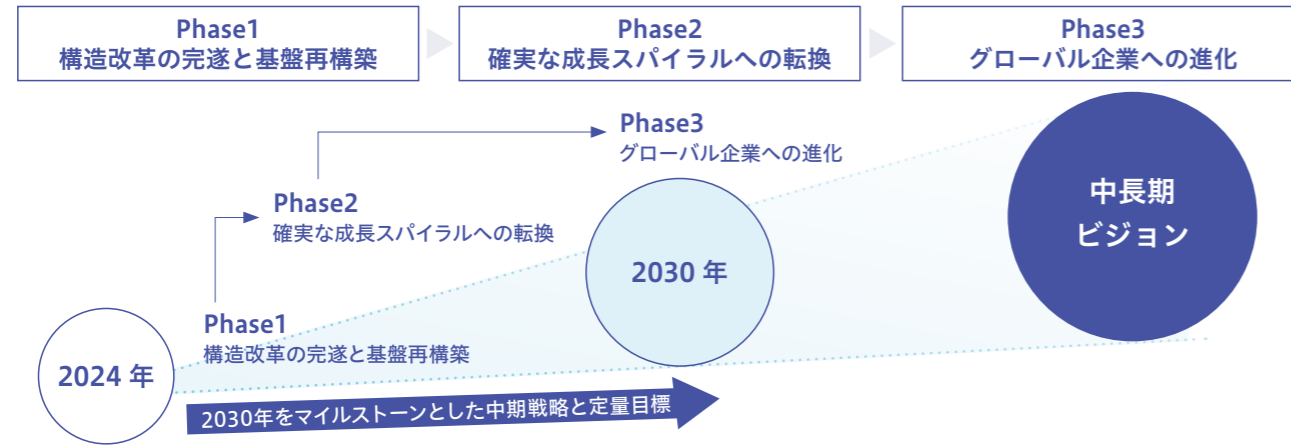 Phase1
構造改革の完遂と基盤再構築
Phase2
確実な成長スパイラルへの転換
Phase3
グローバル企業への進化
Phase3
グローバル企業への進化
中長期
ビジョン
Phase2
確実な成長スパイラルへの転換
2030 年
Phase1
構造改革の完遂と基盤再構築
2024 年
2030年をマイルストーンとした中期戦略と定量目標